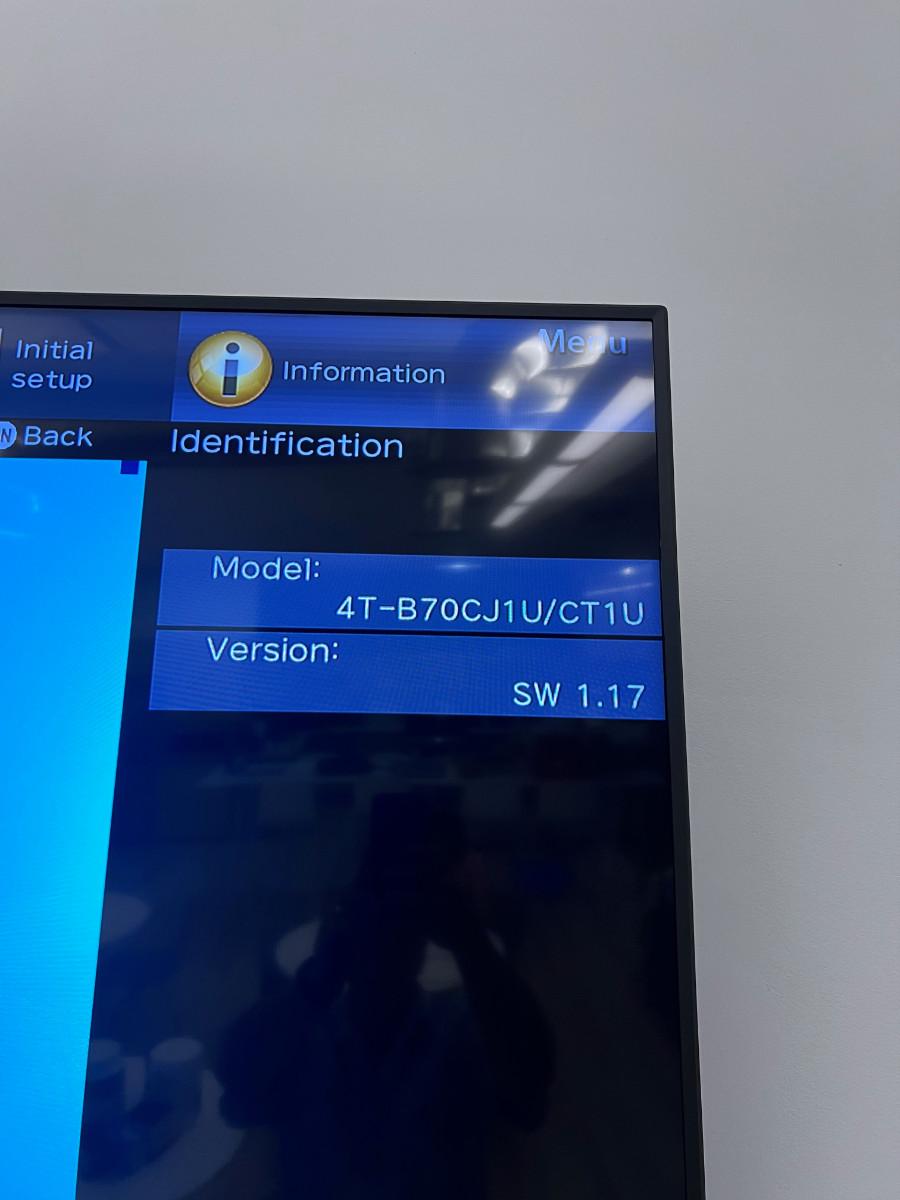 Menu
Initial
setup
Information
N Back
Identification
Model:
4T-B70CJ1U/CT1U
Version:
SW 1.17